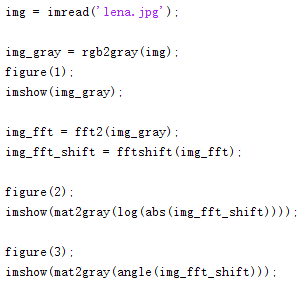 img = imread('lena.jpg');
img_gray = rgb2gray(img);
figure(1);
imshow(img_gray);
img_fft = fft2(img_gray);
img_fft_shift = fftshift(img_fft);
figure(2);
imshow(mat2gray(log(abs(img_fft_shift))));
figure(3);
imshow(mat2gray(angle(img_fft_shift)));